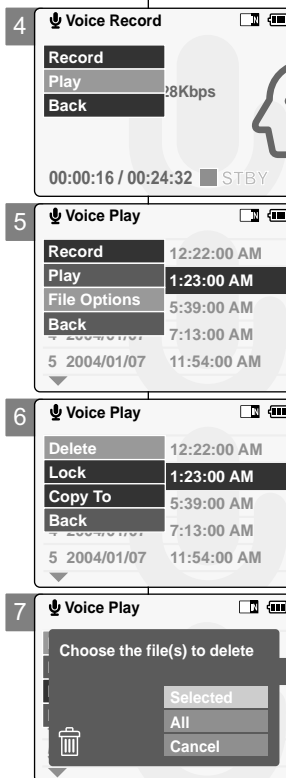 4
Voice Record
Record
Play
Back
28Kbps
00:00:16 / 00:24:32 STBY
5
Voice Play
Record 12:22:00 AM
Play 1:23:00 AM
File Options 5:39:00 AM
Back 7:13:00 AM
5 2004/01/07 11:54:00 AM
6
Voice Play
Delete 12:22:00 AM
Lock 1:23:00 AM
Copy To 5:39:00 AM
Back 7:13:00 AM
5 2004/01/07 11:54:00 AM
7
Voice Play
Choose the file(s) to delete
Selected
All
Cancel